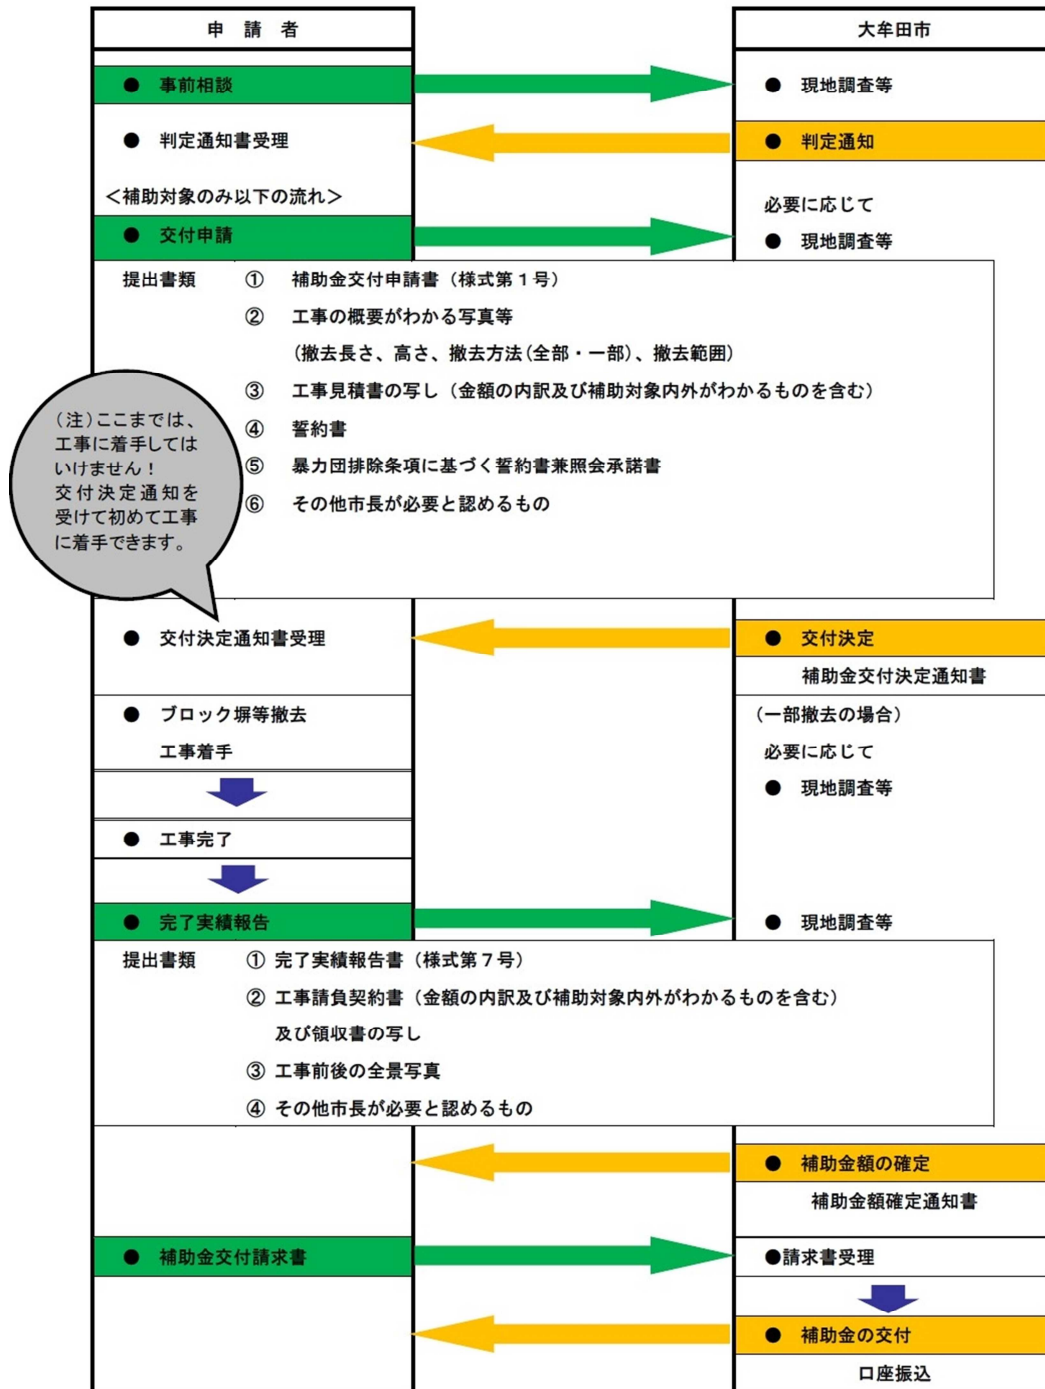 申　請　者
大牟田市
●　事前相談
●　現地調査等
●　判定通知書受理
●　判定通知
＜補助対象のみ以下の流れ＞
必要に応じて
●　交付申請
●　現地調査等
提出書類　①　補助金交付申請書（様式第１号）
②　工事の概要がわかる写真等
(撤去長さ、高さ、撤去方法(全部・一部)、撤去範囲)
③　工事見積書の写し（金額の内訳及び補助対象内外がわかるものを含む）
④　誓約書
⑤　暴力団排除条項に基づく誓約書兼照会承諾書
⑥　その他市長が必要と認めるもの
（注）ここまでは、
工事に着手しては
いけません！
交付決定通知を
受けて初めて工事
に着手できます。
●　交付決定通知書受理
●　交付決定
補助金交付決定通知書
●　ブロック塀等撤去
工事着手
(一部撤去の場合)
必要に応じて
●　現地調査等
●　工事完了
●　完了実績報告
●　現地調査等
提出書類　① 完了実績報告書（様式第７号）
② 工事請負契約書（金額の内訳及び補助対象内外がわかるものを含む）
及び領収書の写し
③ 工事前後の全景写真
④ その他市長が必要と認めるもの
●　補助金額の確定
補助金額確定通知書
●　補助金交付請求書
●請求書受理
●　補助金の交付
口座振込